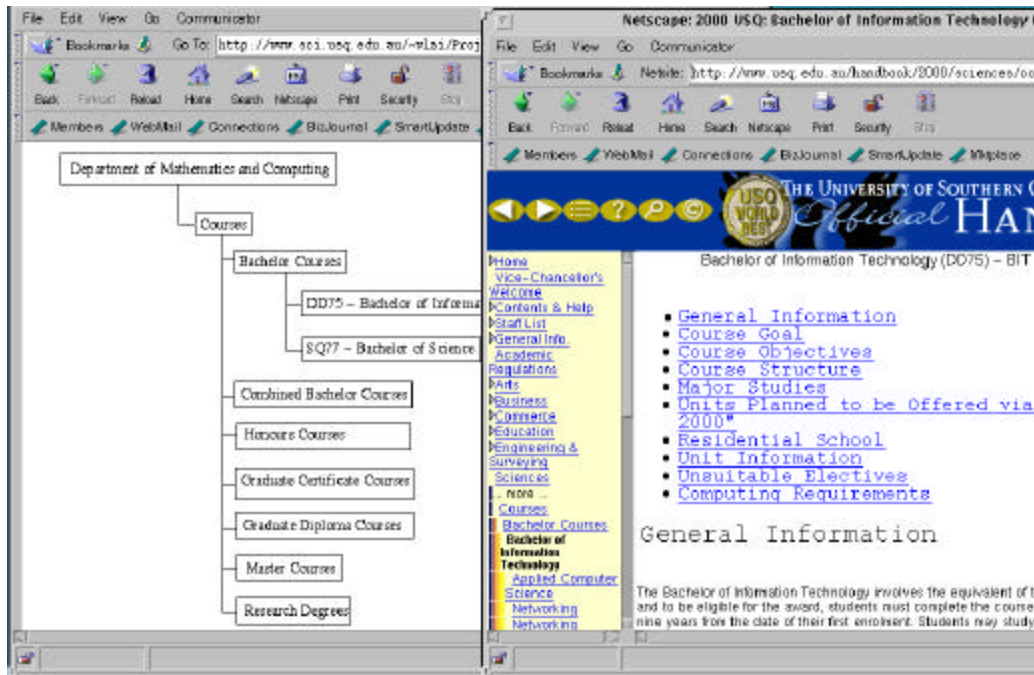 File Edit View Go Communicator
Bookmarks Go To: http://www.sci.usq.edu.au/~wlai/Proj
Back Forward Reload Home Search Netscape Print Security Stop
Members WebMail Connections BizJournal SmartUpdate
Department of Mathematics and Computing
Courses
Bachelor Courses
DD75 – Bachelor of Informa
SQ77 – Bachelor of Science
Combined Bachelor Courses
Honours Courses
Graduate Certificate Courses
Graduate Diploma Courses
Master Courses
Research Degrees
Netscape: 2000 USQ: Bachelor of Information Technology
File Edit View Go Communicator
Bookmarks Netsite: http://www.usq.edu.au/handbook/2000/sciences/co
Back Forward Reload Home Search Netscape Print Security Stop
Members WebMail Connections BizJournal SmartUpdate Mktplace
USQ
WORLD
BEST
THE UNIVERSITY OF SOUTHERN
Official HAN
Home
Vice-Chancellor's
Welcome
Contents & Help
Staff List
General Info.
Academic
Regulations
Arts
Business
Commerce
Education
Engineering &
Surveying
Sciences
... more ...
Courses
Bachelor Courses
Bachelor of
Information
Technology
Applied Computer
Science
Networking
Networking
Bachelor of Information Technology (DD75) – BIT
General Information
Course Goal
Course Objectives
Course Structure
Major Studies
Units Planned to be Offered via
2000"
Residential School
Unit Information
Unsuitable Electives
Computing Requirements
General Information
The Bachelor of Information Technology involves the equivalent of t
and to be eligible for the award, students must complete the course
nine years from the date of their first enrolment. Students may study